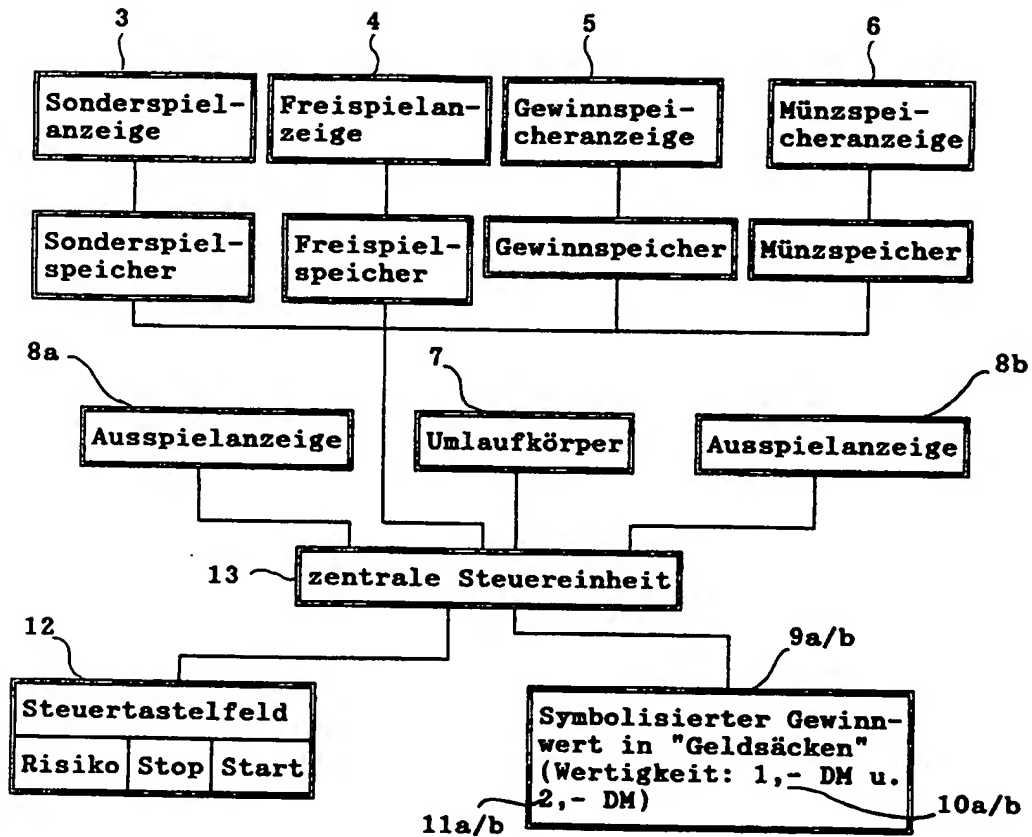 3
4
5
6
Sonderspiel-
anzeige
Freispielan-
zeige
Gewinnspei-
cheranzeige
Münzspei-
cheranzeige
Sonderspiel-
speicher
Freispiel-
speicher
Gewinnspeicher
Münzspeicher
8a
7
8b
Ausspielanzeige
Umlaufkörper
Ausspielanzeige
13
zentrale Steuereinheit
12
9a/b
Steuertastelfeld
Risiko Stop Start
Symbolisierter Gewinn-
wert in "Geldsäcken"
(Wertigkeit: 1,- DM u.
2,- DM)
10a/b
11a/b